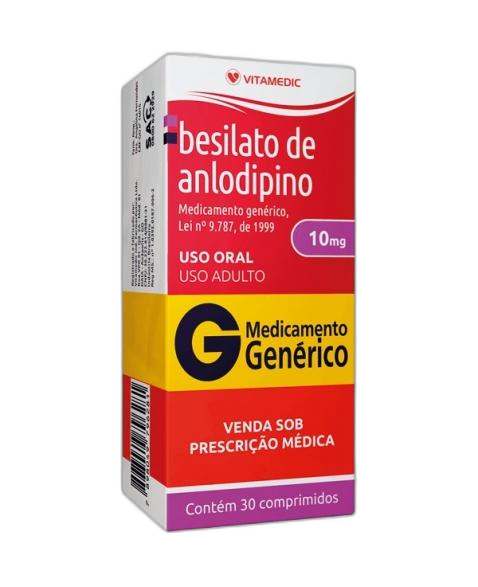 VITAMEDIC
besilato de
anlodipino
Medicamento genérico,
Lei nº 9.787, de 1999
10mg
USO ORAL
USO ADULTO
G Medicamento
Genérico
VENDA SOB
PRESCRIÇÃO MÉDICA
Contém 30 comprimidos
SAC